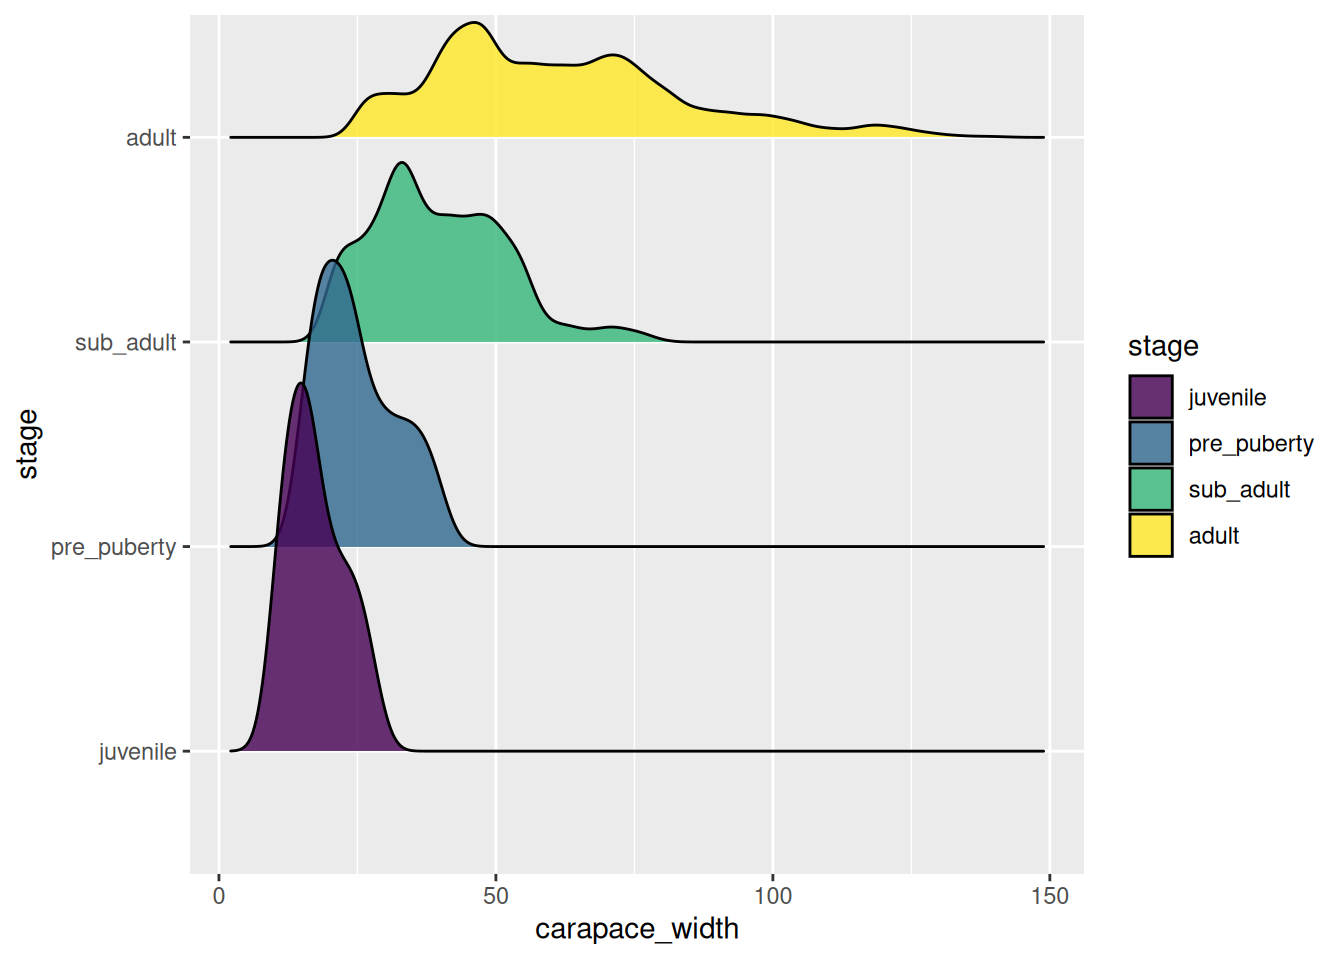 adult
sub_adult
pre_puberty
juvenile
stage
0 50 100 150
carapace_width
stage
juvenile
pre_puberty
sub_adult
adult